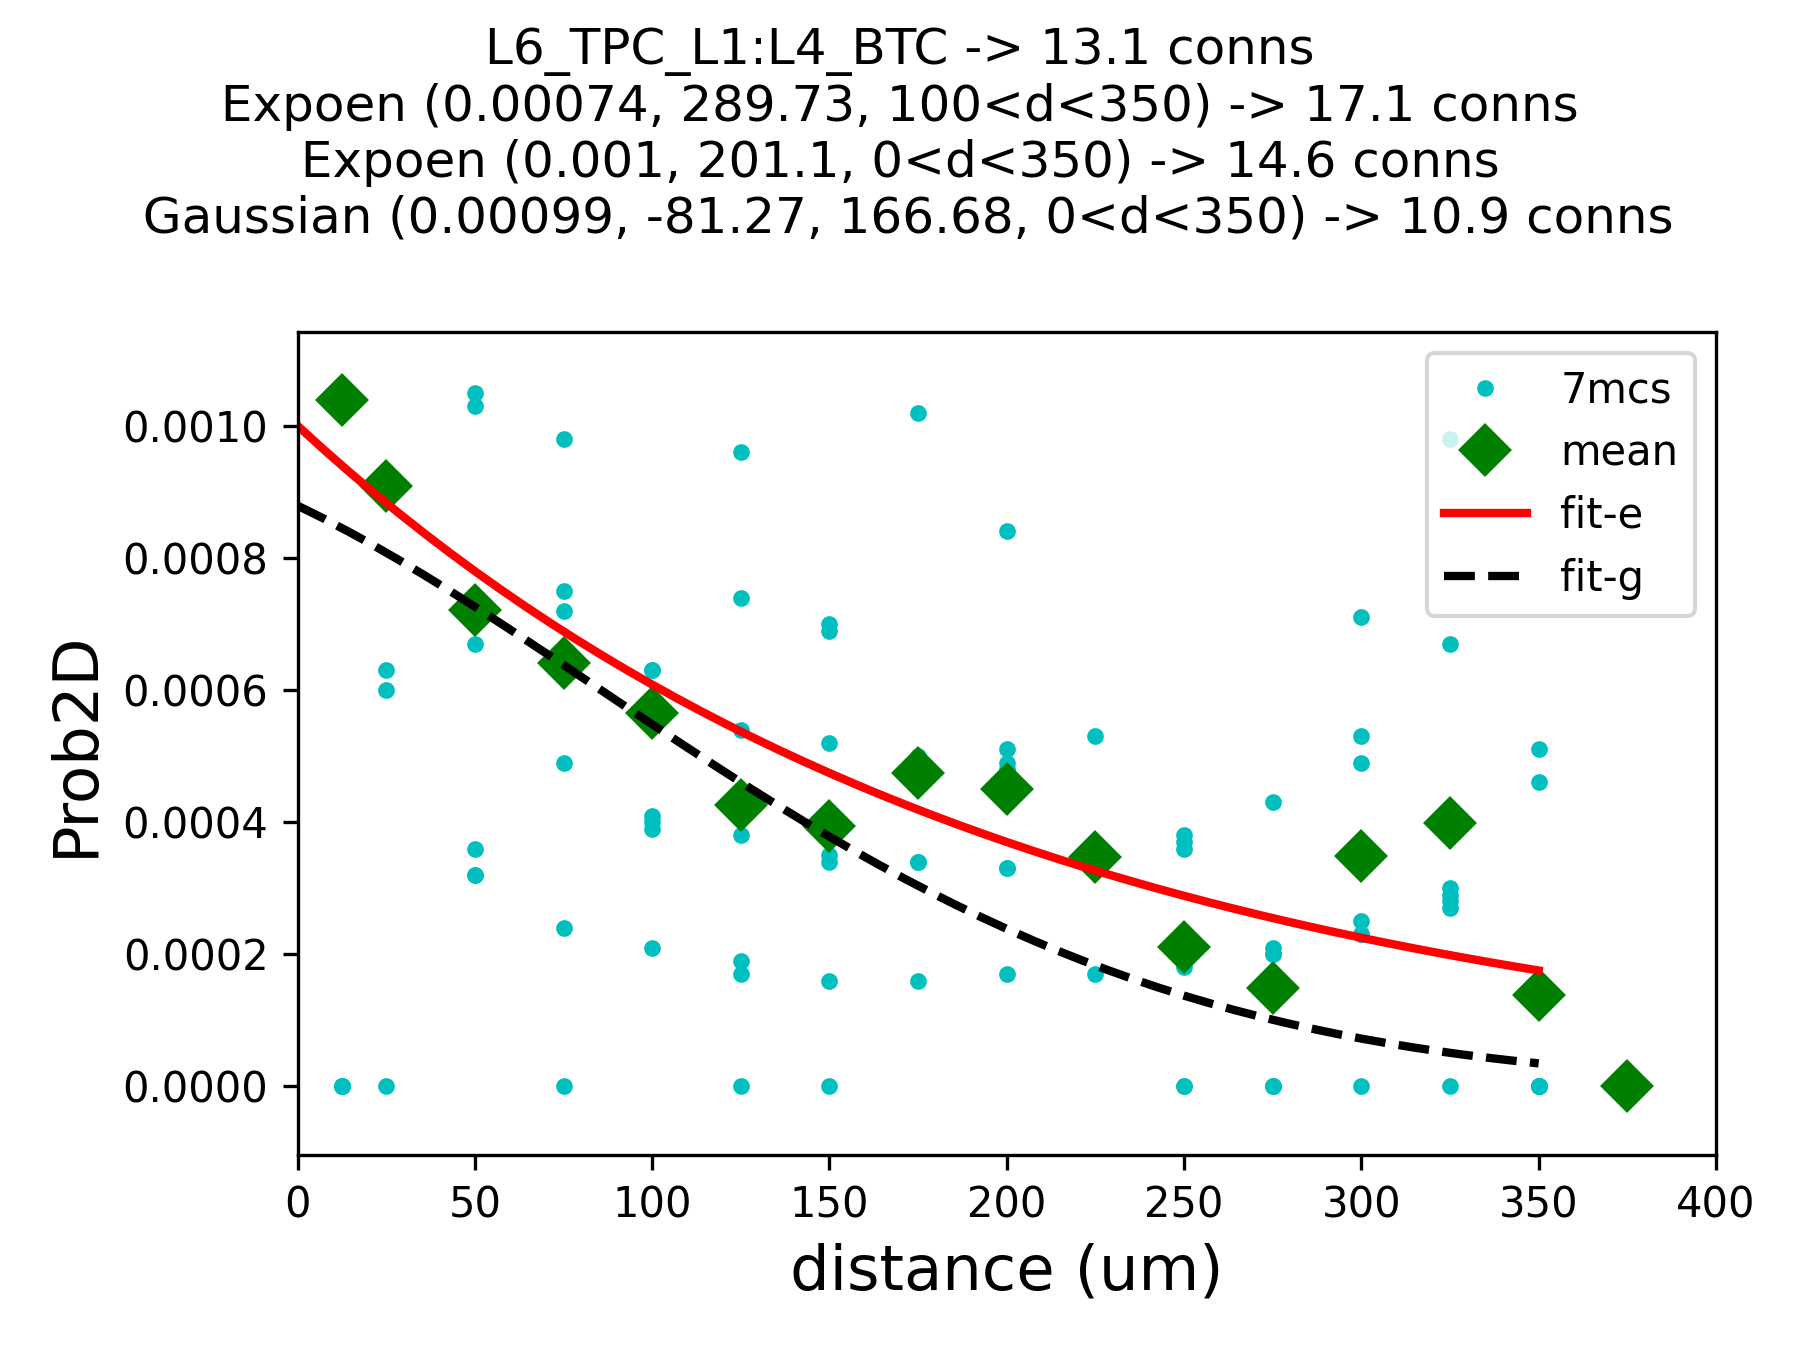 L6_TPC_L1:L4_BTC -> 13.1 conns
Expoen (0.00074, 289.73, 100<d<350) -> 17.1 conns
Expoen (0.001, 201.1, 0<d<350) -> 14.6 conns
Gaussian (0.00099, -81.27, 166.68, 0<d<350) -> 10.9 conns
7mcs
mean
fit-e
fit-g
Prob2D
0.0010
0.0008
0.0006
0.0004
0.0002
0.0000
0 50 100 150 200 250 300 350 400
distance (um)